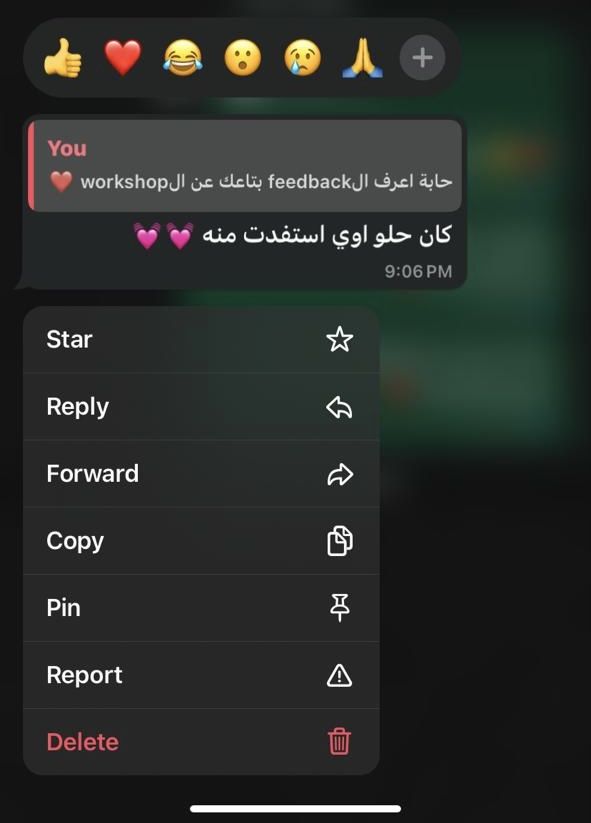 You
حابة اعرف الfeedback بتاعك عن الworkshop ❤️
كان حلو اوي استفدت منه 💓 💓
9:06 PM
Star
Reply
Forward
Copy
Pin
Report
Delete